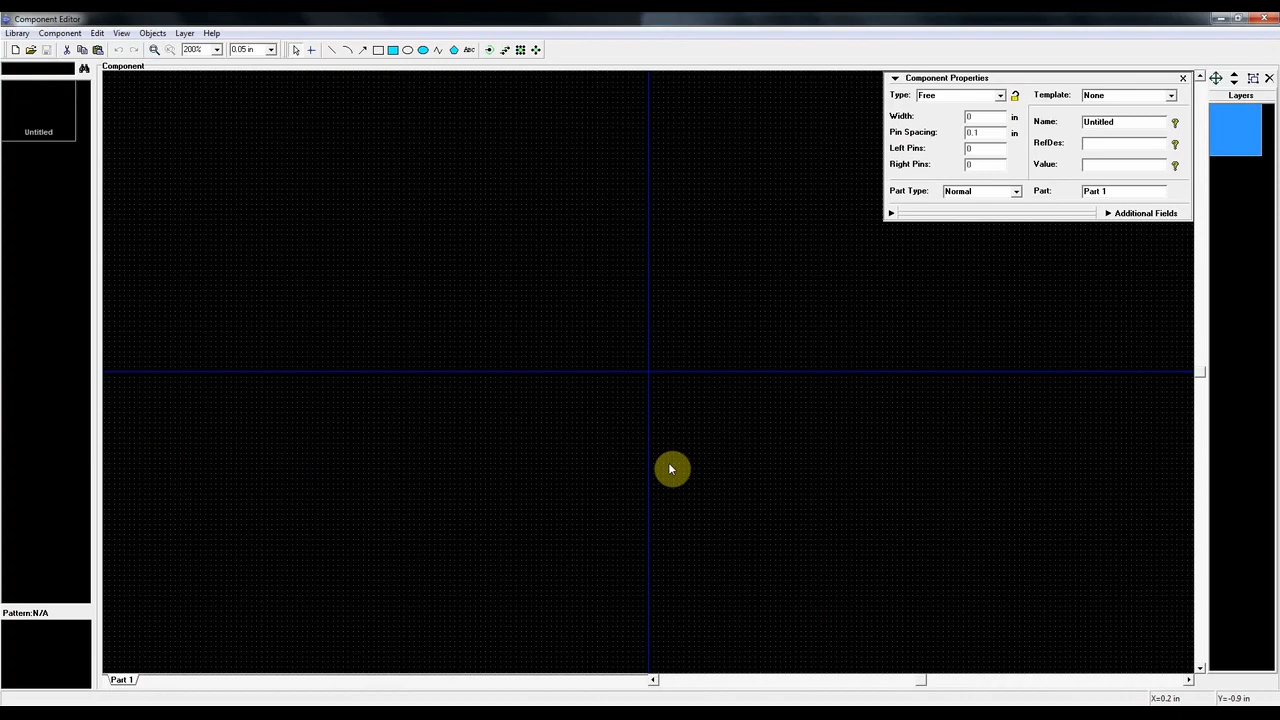 Component Editor
Library Component Edit View Objects Layer Help
200% 0.05 in Abc
Component
Component Properties
Layers
Type: Free Template: None
Width: 0 in Name: Untitled
Pin Spacing: 0.1 in RefDes:
Left Pins: 0
Right Pins: 0 Value:
Part Type: Normal Part: Part 1
Additional Fields
Untitled
Pattern:N/A
Part 1
X=0.2 in Y=-0.9 in